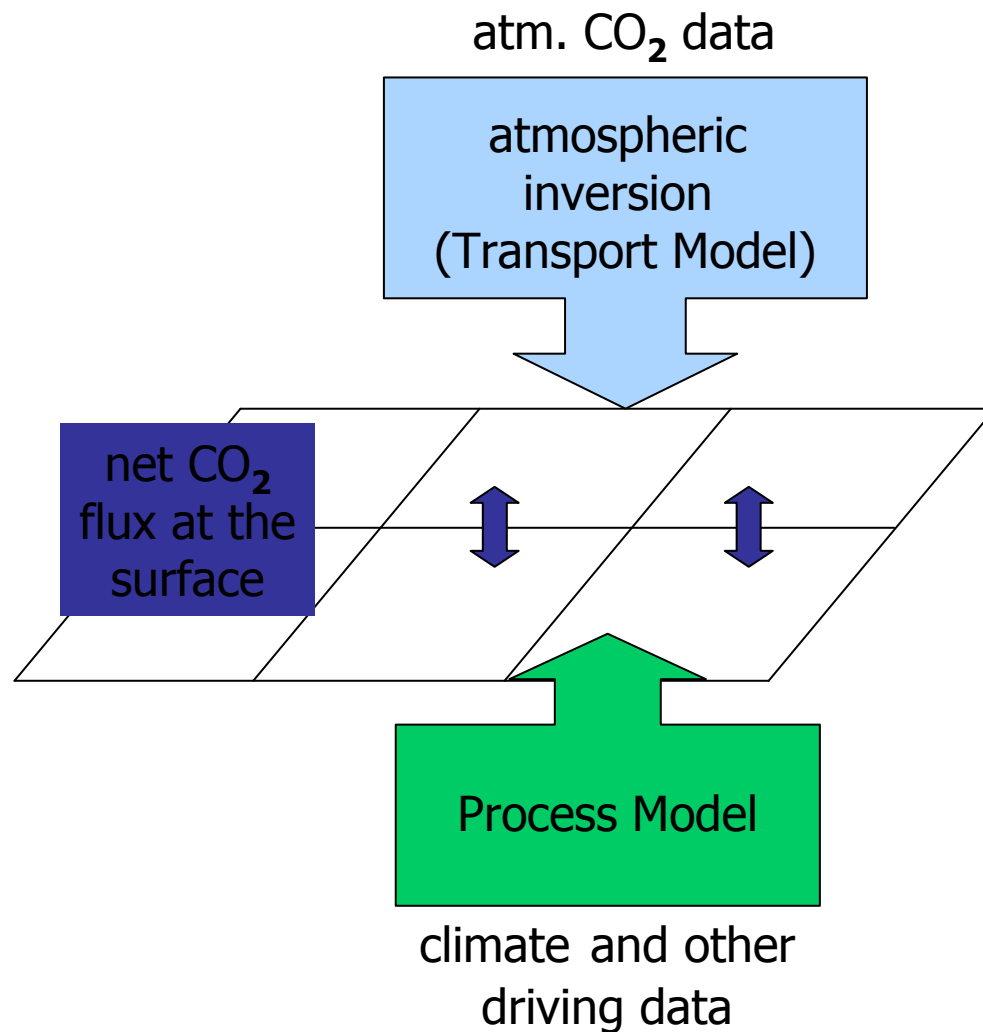 atm. CO₂ data
atmospheric
inversion
(Transport Model)
net CO₂
flux at the
surface
Process Model
climate and other
driving data